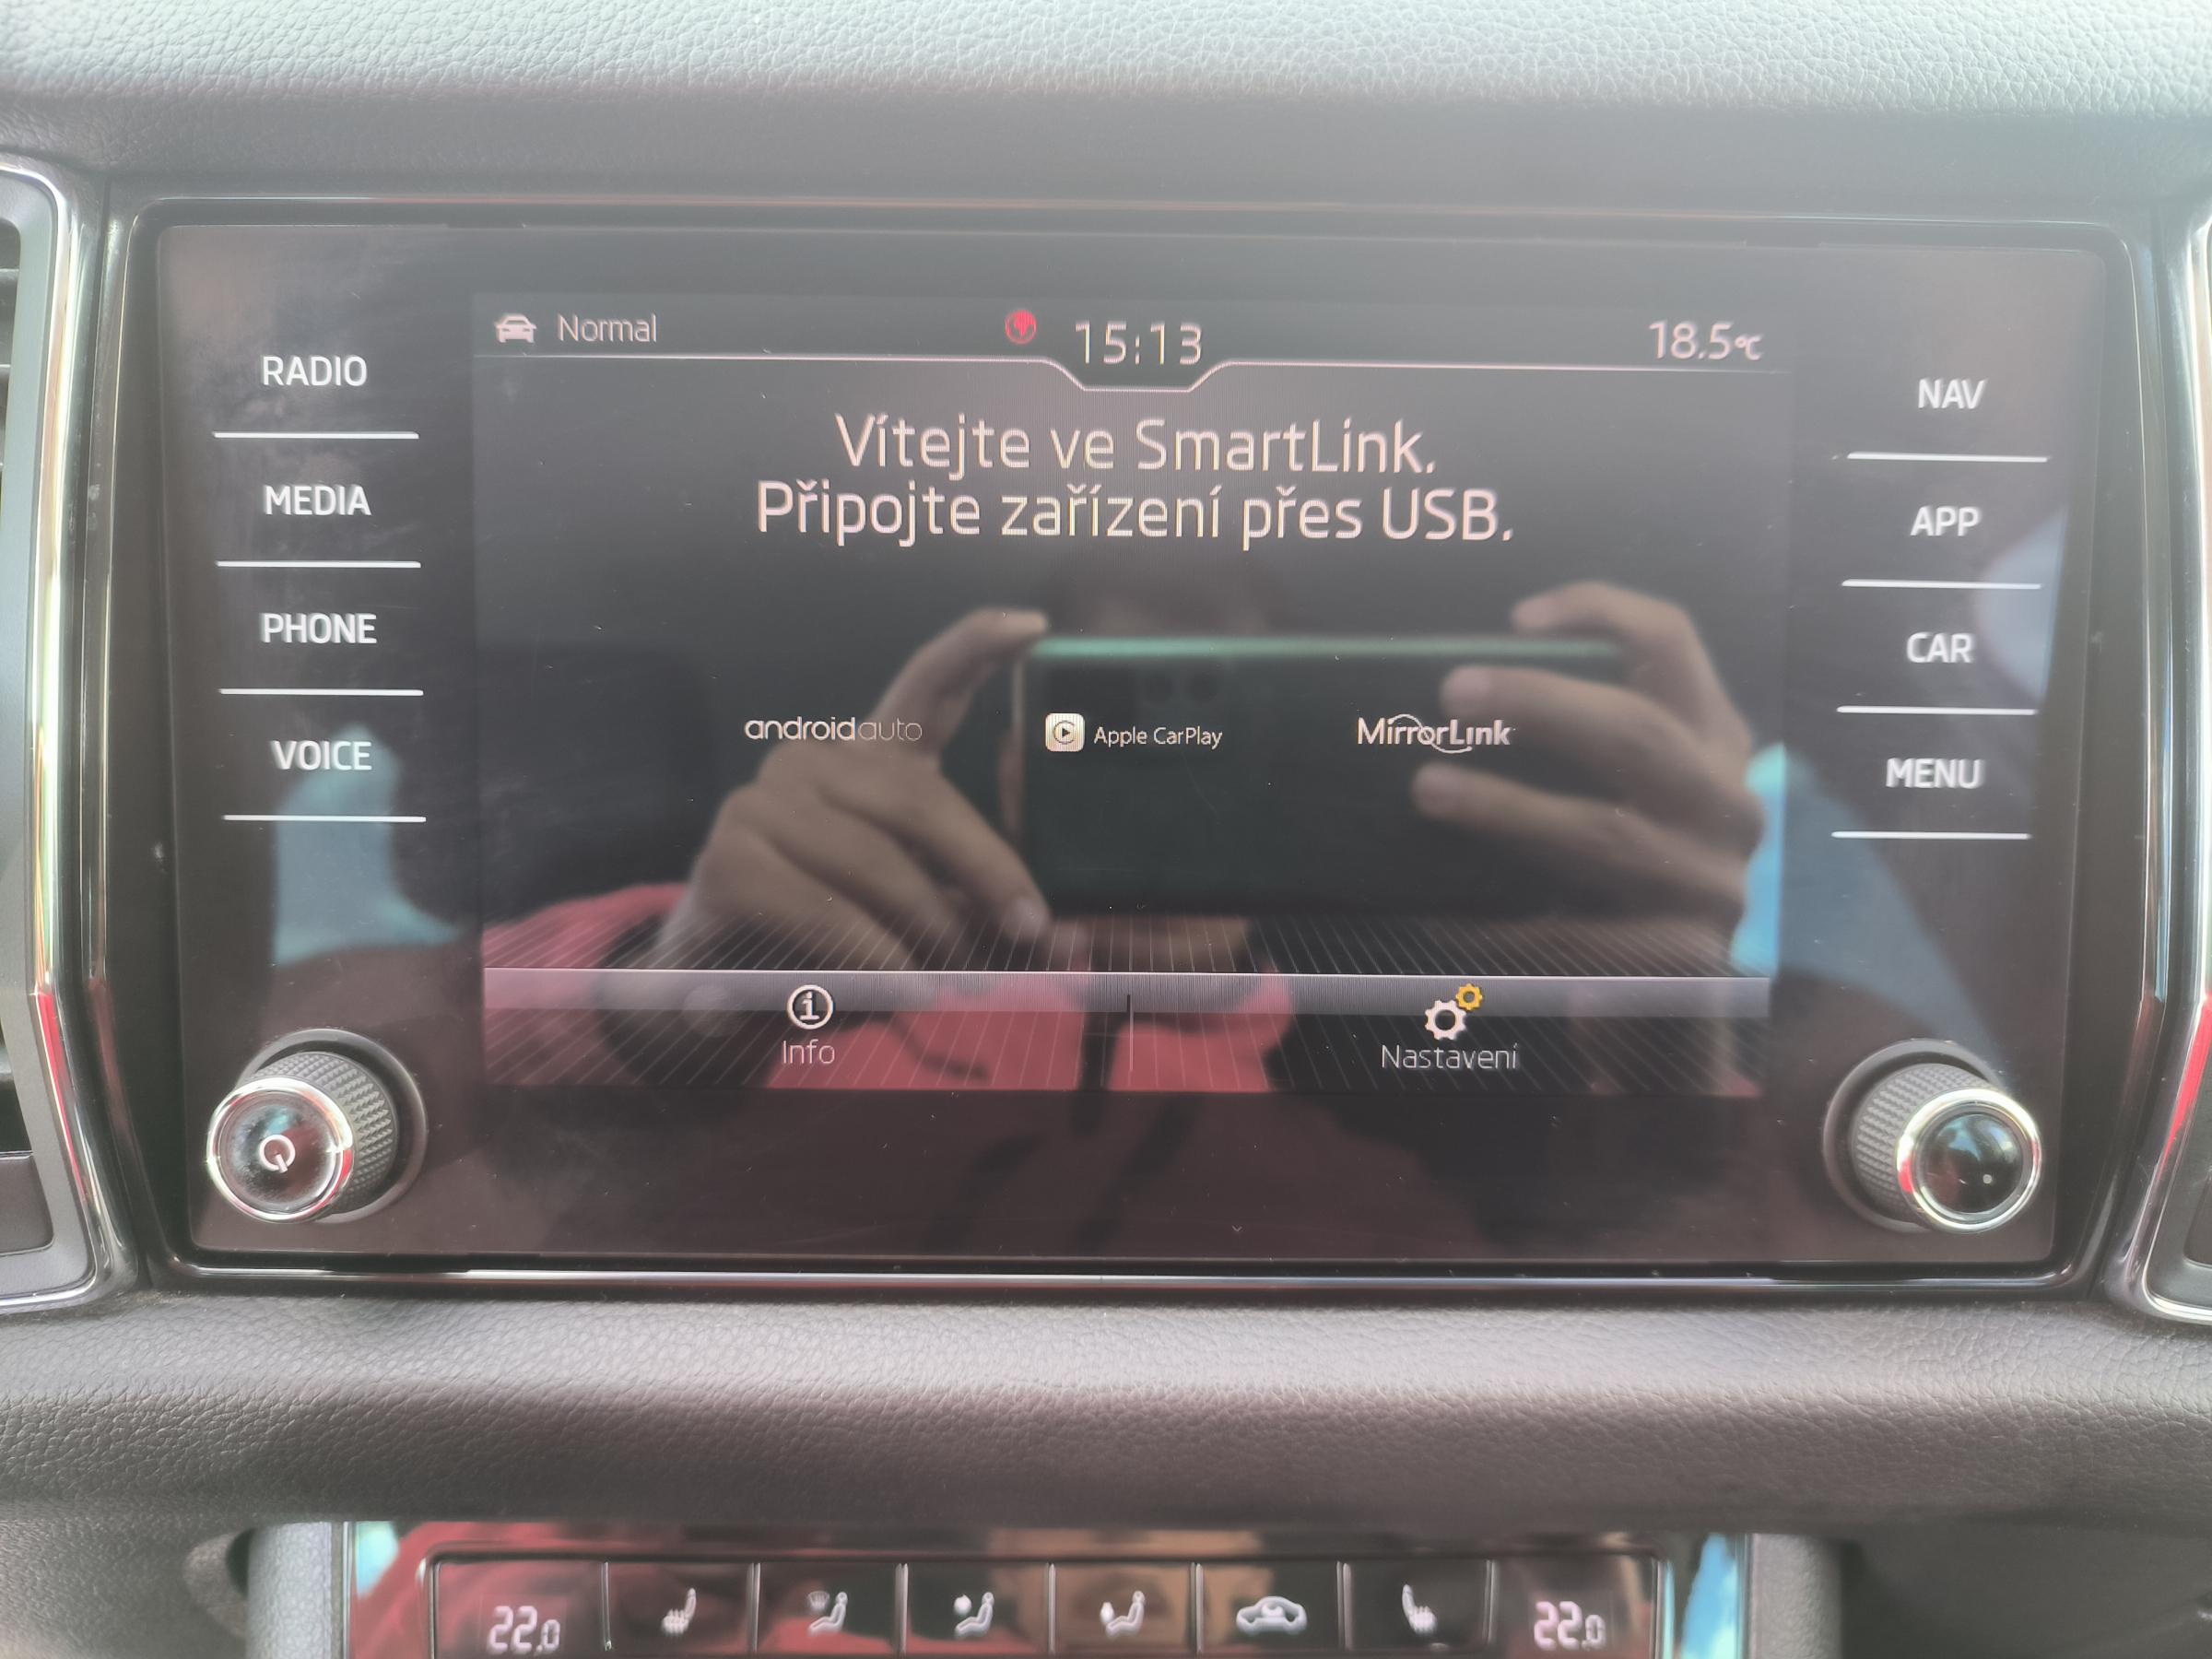 Normal
15:13
18.5°C
RADIO
MEDIA
PHONE
VOICE
Vítejte ve SmartLink.
Připojte zařízení přes USB.
androidauto
Apple CarPlay
MirrorLink
Info
Nastavení
NAV
APP
CAR
MENU
22.0
22.0